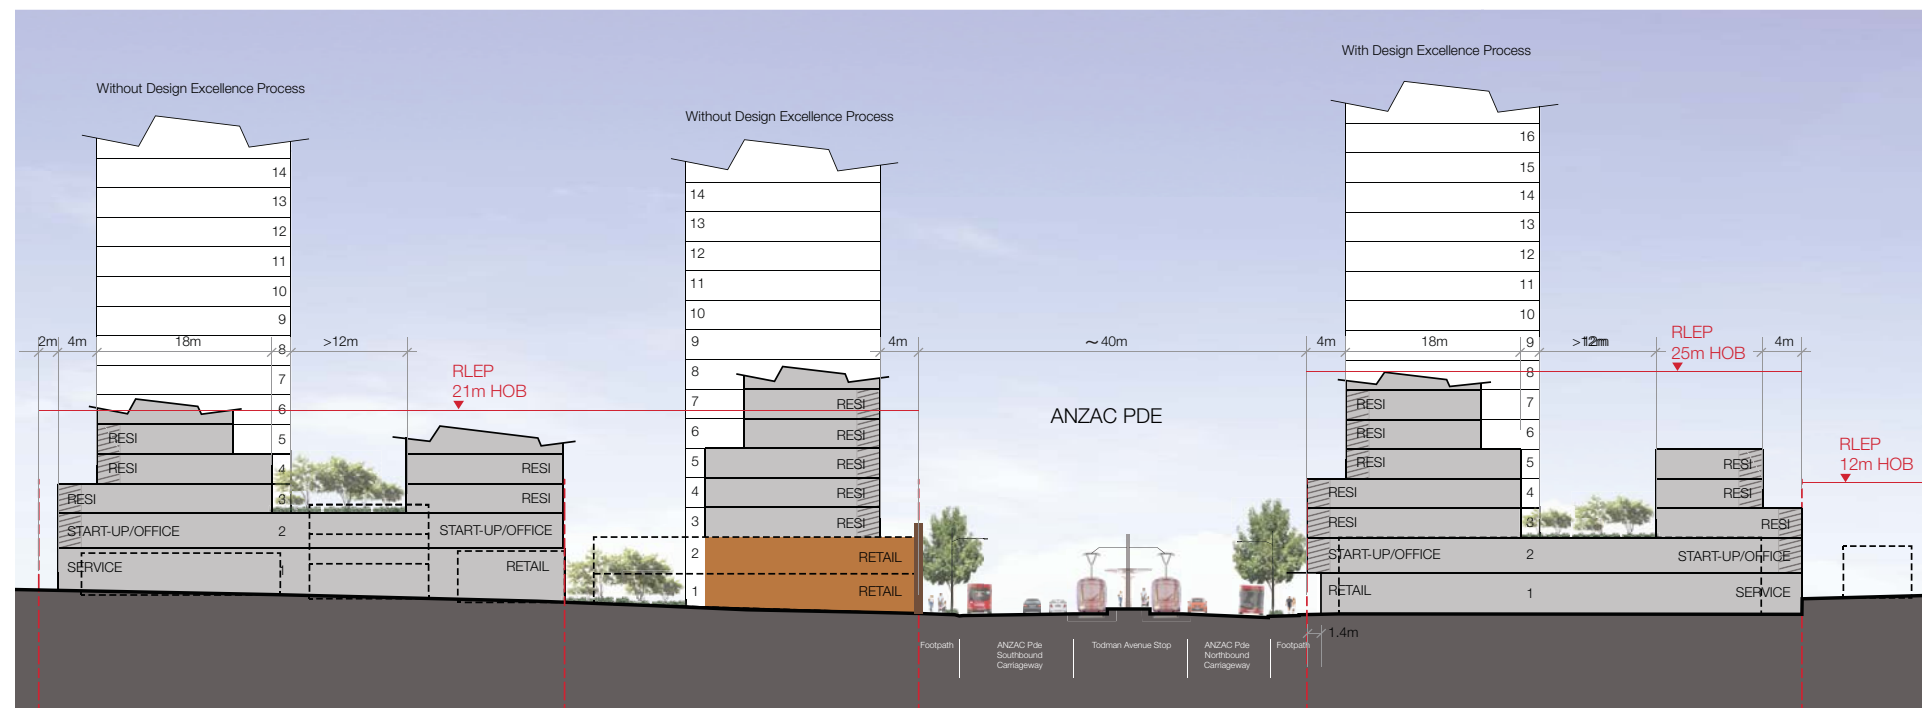 With Design Excellence Process
Without Design Excellence Process
Without Design Excellence Process
14
13
12
11
10
9
8
7
6
5
4
3
2
1
2m
4m
18m
>12m
RLEP
21m HOB
RESI
RESI
RESI
START-UP/OFFICE
SERVICE
RESI
RESI
START-UP/OFFICE
RETAIL
14
13
12
11
10
9
8
7
6
5
4
3
2
1
RESI
RESI
RESI
RESI
RESI
RETAIL
RETAIL
4m
~40m
ANZAC PDE
4m
18m
>12m
4m
16
15
14
13
12
11
10
9
8
7
6
5
4
3
2
1
RLEP
25m HOB
RLEP
12m HOB
RESI
RESI
RESI
RESI
RESI
START-UP/OFFICE
RETAIL
RESI
RESI
RESI
START-UP/OFFICE
SERVICE
1.4m
Footpath
ANZAC Pde
Southbound
Carriageway
Todman Avenue Stop
ANZAC Pde
Northbound
Carriageway
Footpath